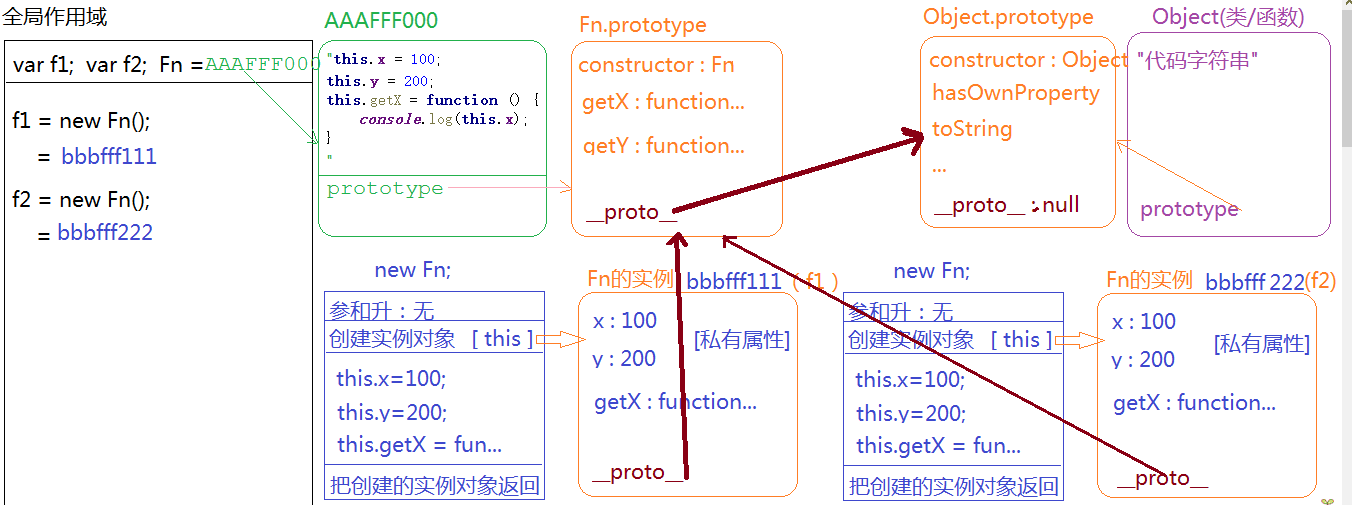 全局作用域
var f1; var f2; Fn =AAAFFF000
f1 = new Fn();
= bbbfff111
f2 = new Fn();
= bbbfff222
AAAFFF000
"this.x = 100;
this.y = 200;
this.getX = function () {
console.log(this.x);
}
"
prototype
Fn.prototype
constructor : Fn
getX : function...
getY : function...
__proto__
Object.prototype
constructor : Object
hasOwnProperty
toString
...
__proto__ : null
Object(类/函数)
"代码字符串"
prototype
new Fn;
参和升：无
创建实例对象 [ this ]
this.x=100;
this.y=200;
this.getX = fun...
把创建的实例对象返回
Fn的实例 bbbfff111 ( f1 )
x : 100
y : 200
[私有属性]
getX : function...
__proto__
new Fn;
参和升：无
创建实例对象 [ this ]
this.x=100;
this.y=200;
this.getX = fun...
把创建的实例对象返回
Fn的实例 bbbfff 222(f2)
x : 100
y : 200
[私有属性]
getX : function...
__proto__